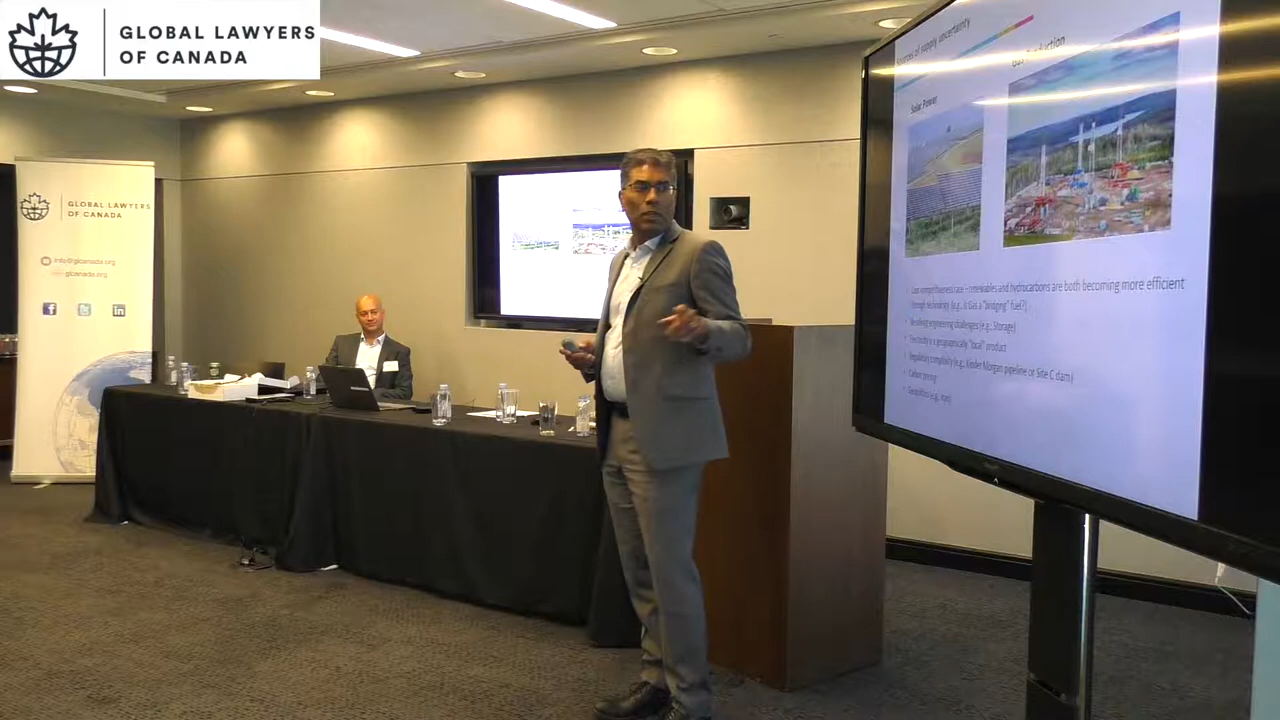 GLOBAL LAWYERS
OF CANADA
GLOBAL LAWYERS
OF CANADA
info@glcanada.org
glcanada.org
Sources of supply uncertainty
Solar Power
Gas Production
Cost competitiveness race – renewables and hydrocarbons are both becoming more efficient
through technology (e.g., is Gas a "bridging" fuel?)
Resolving engineering challenges (e.g.: Storage)
Electricity is a geographically "local" product
Regulatory complexity (e.g., Kinder Morgan pipeline or Site C dam)
Carbon pricing
Geopolitics (e.g., Iran)